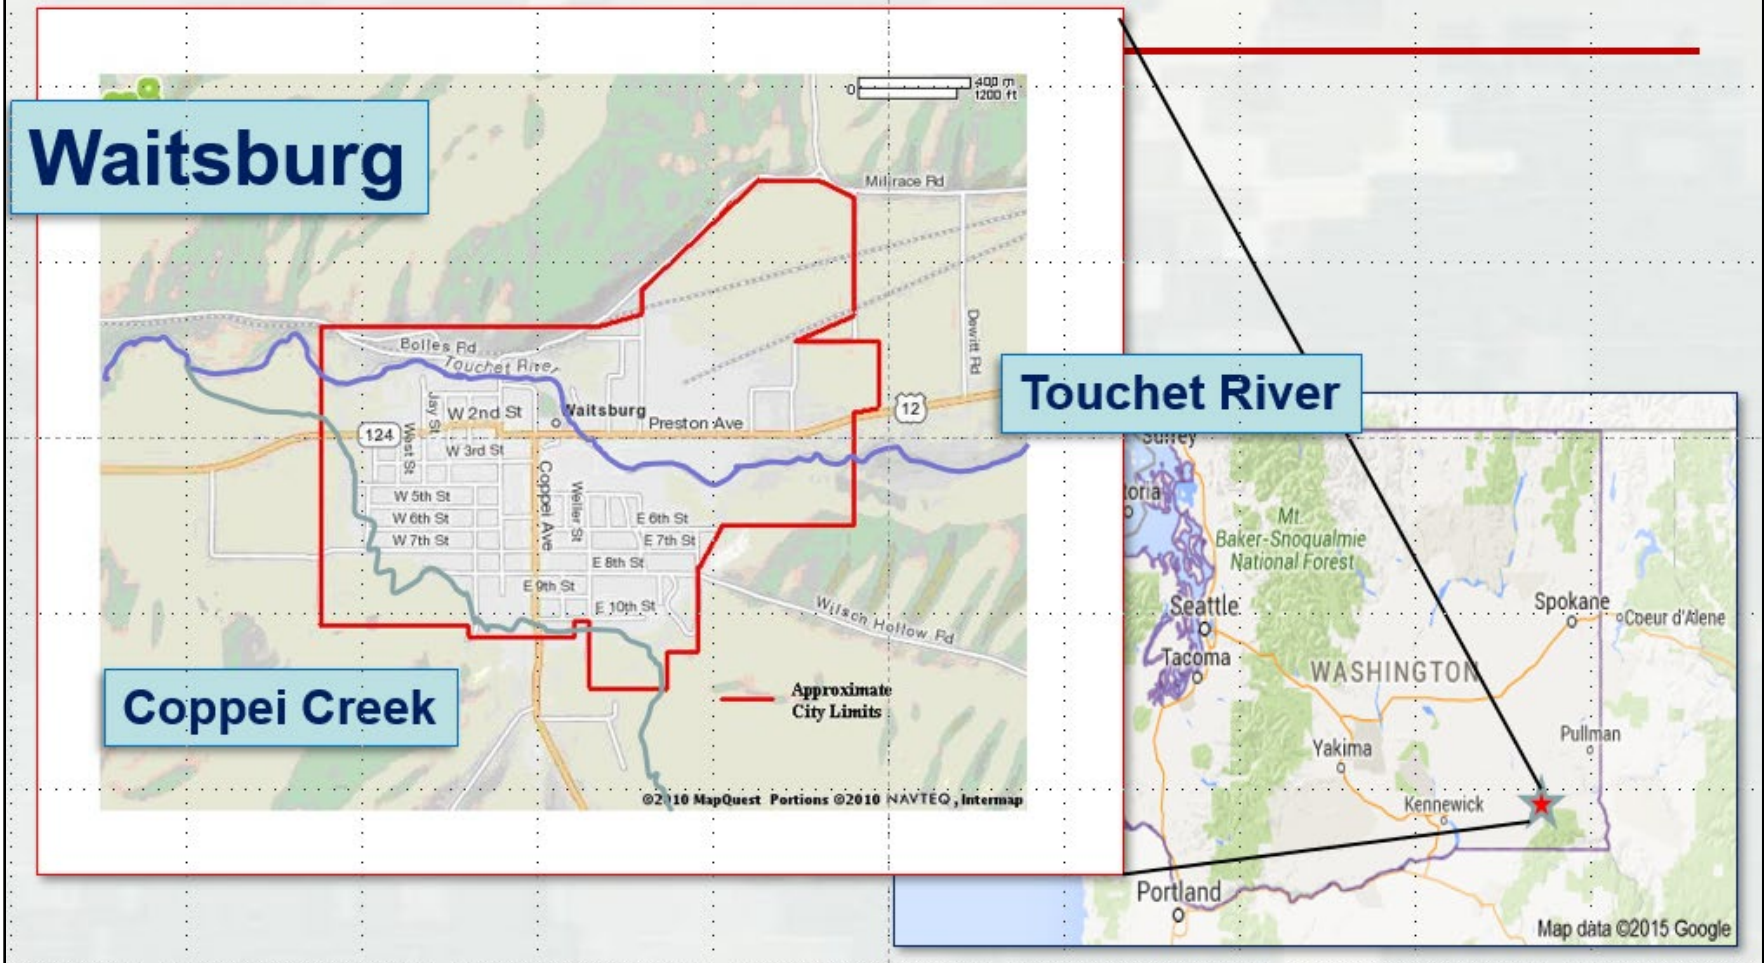 Waitsburg
0
400 m
1200 ft
Millrace Rd
Bolles Rd
Touchet River
Dewitt Rd
Jay St
W 2nd St
Waitsburg
Preston Ave
12
124
West St
W 3rd St
Coppei Ave
Weller St
W 5th St
W 6th St
W 7th St
E 6th St
E 7th St
E 8th St
E 9th St
E 10th St
Wilson Hollow Rd
Coppei Creek
Approximate
City Limits
©2010 MapQuest Portions ©2010 NAVTEQ, Intermap
Touchet River
Surrey
toria
Mt.
Baker-Snoqualmie
National Forest
Seattle
Spokane
Coeur d'Alene
Tacoma
WASHINGTON
Pullman
Yakima
Kennewick
Portland
Map data ©2015 Google